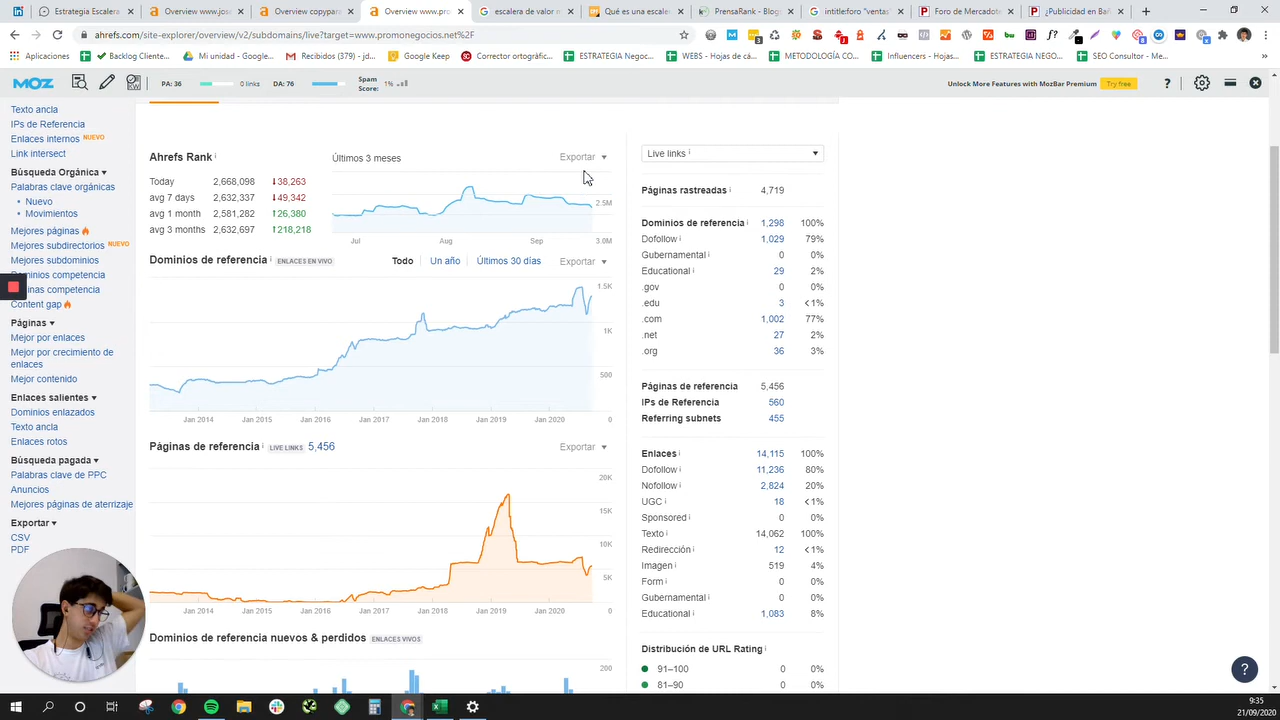 Estrategia Escalera
Overview www.jos
Overview copypar
Overview www.pro
escalera de valor m
Qué es una escale
PrensaRank - Blog
intitle:foro "ventas"
Foro de Mercadote
¿Publicidad en Bañ
ahrefs.com/site-explorer/overview/v2/subdomains/live?target=www.promonegocios.net%2F
Aplicaciones
Backlog Cliente...
Mi unidad - Google...
Recibidos (9) - jd...
Google Keep
Corrector ortográfic...
ESTRATEGIA Negoc...
WEBS - Hojas de c...
METODOLOGÍA CO...
Influencers - Hojas...
ESTRATEGIA NEGO...
SEO Consultor - Me...
MOZ
PA: 36
0 links
DA: 76
Spam Score: 1%
Unlock More Features with MozBar Premium
Try free
?
Texto ancla
IPs de Referencia
Enlaces internos NUEVO
Link intersect
Búsqueda Orgánica
Palabras clave orgánicas
Nuevo
Movimientos
Mejores páginas
Mejores subdirectorios NUEVO
Mejores subdominios
Dominios competencia
inas competencia
Content gap
Páginas
Mejor por enlaces
Mejor por crecimiento de
enlaces
Mejor contenido
Enlaces salientes
Dominios enlazados
Texto ancla
Enlaces rotos
Búsqueda pagada
Palabras clave de PPC
Anuncios
Mejores páginas de aterrizaje
Exportar
CSV
PDF
Ahrefs Rank
Últimos 3 meses
Exportar
Today 2,668,098 ↓38,263
avg 7 days 2,632,337 ↓49,342
avg 1 month 2,581,282 ↑26,380
avg 3 months 2,632,697 ↑218,218
2.5M
3.0M
Jul Aug Sep
Dominios de referencia ENLACES EN VIVO
Todo Un año Últimos 30 días
Exportar
1.5K
1K
500
0
Jan 2014 Jan 2015 Jan 2016 Jan 2017 Jan 2018 Jan 2019 Jan 2020
Páginas de referencia LIVE LINKS 5,456
Exportar
20K
15K
10K
5K
0
Jan 2014 Jan 2015 Jan 2016 Jan 2017 Jan 2018 Jan 2019 Jan 2020
Dominios de referencia nuevos & perdidos ENLACES VIVOS
200
Live links
Páginas rastreadas 4,719
Dominios de referencia 1,298 100%
Dofollow 1,029 79%
Gubernamental 0 0%
Educational 29 2%
.gov 0 0%
.edu 3 <1%
.com 1,002 77%
.net 27 2%
.org 36 3%
Páginas de referencia 5,456
IPs de Referencia 560
Referring subnets 455
Enlaces 14,115 100%
Dofollow 11,236 80%
Nofollow 2,824 20%
UGC 18 <1%
Sponsored 0 0%
Texto 14,062 100%
Redirección 12 <1%
Imagen 519 4%
Form 0 0%
Gubernamental 0 0%
Educational 1,083 8%
Distribución de URL Rating
91–100 0 0%
81–90 0 0%
?
9:35
21/09/2020